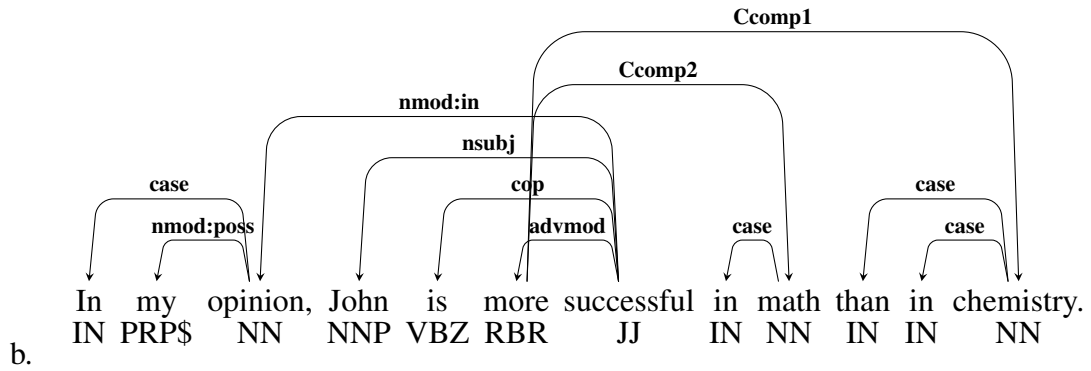 Ccomp1
Ccomp2
nmod:in
nsubj
case cop case
nmod:poss advmod case case
In my opinion, John is more successful in math than in chemistry.
IN PRP$ NN NNP VBZ RBR JJ IN NN IN IN NN
b.